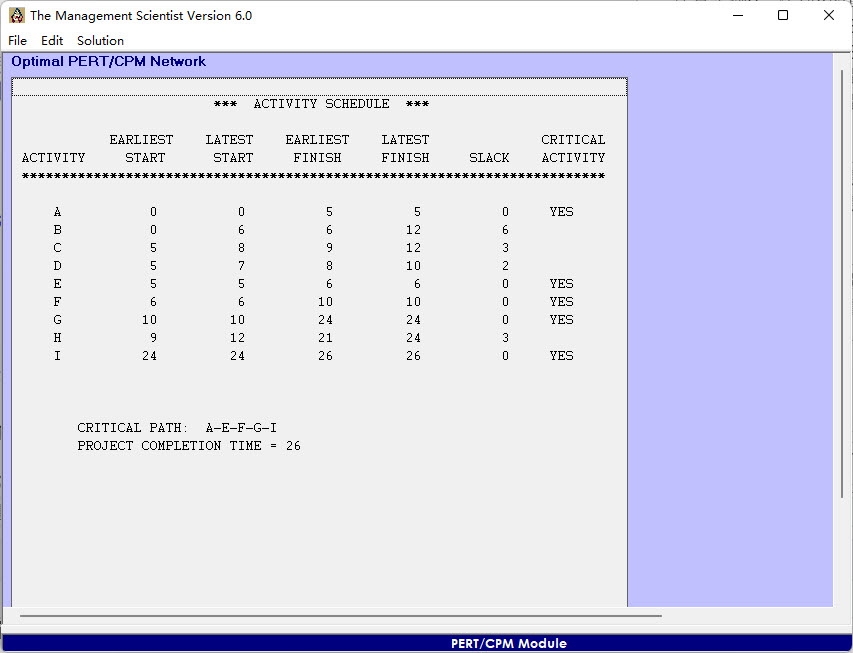 The Management Scientist Version 6.0
File Edit Solution
Optimal PERT/CPM Network
*** ACTIVITY SCHEDULE ***
EARLIEST LATEST EARLIEST LATEST CRITICAL
ACTIVITY START START FINISH FINISH SLACK ACTIVITY
*************************************************************************
A 0 0 5 5 0 YES
B 0 6 6 12 6
C 5 8 9 12 3
D 5 7 8 10 2
E 5 5 6 6 0 YES
F 6 6 10 10 0 YES
G 10 10 24 24 0 YES
H 9 12 21 24 3
I 24 24 26 26 0 YES
CRITICAL PATH: A-E-F-G-I
PROJECT COMPLETION TIME = 26
PERT/CPM Module